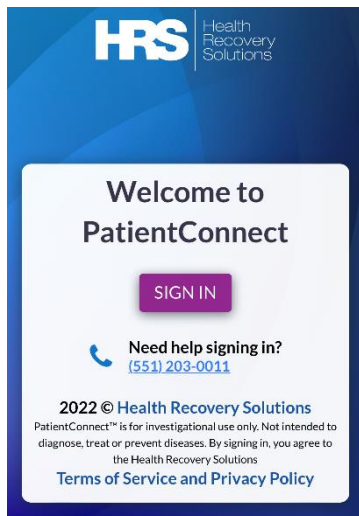 HRS
Health
Recovery
Solutions
Welcome to
PatientConnect
SIGN IN
Need help signing in?
(551) 203-0011
2022 © Health Recovery Solutions
PatientConnect™ is for investigational use only. Not intended to
diagnose, treat or prevent diseases. By signing in, you agree to
the Health Recovery Solutions
Terms of Service and Privacy Policy